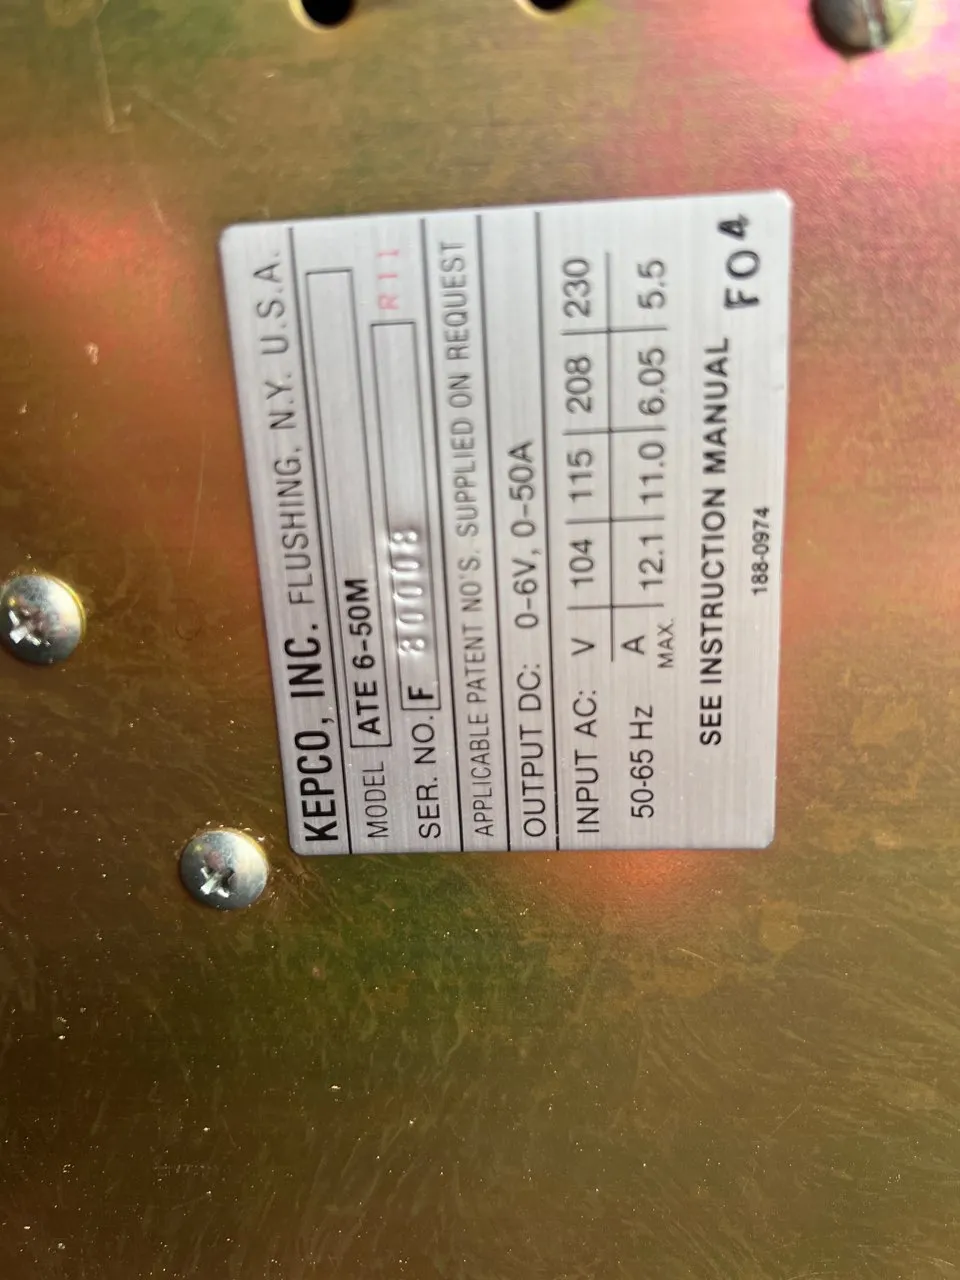 KEPCO, INC. FLUSHING, N.Y. U.S.A.
MODEL ATE 6-50M
R11
SER. NO. F 80008
APPLICABLE PATENT NO'S. SUPPLIED ON REQUEST
OUTPUT DC: 0-6V, 0-50A
INPUT AC: V 104 115 208 230
50-65 Hz A MAX. 12.1 11.0 6.05 5.5
SEE INSTRUCTION MANUAL
188-0974
F04